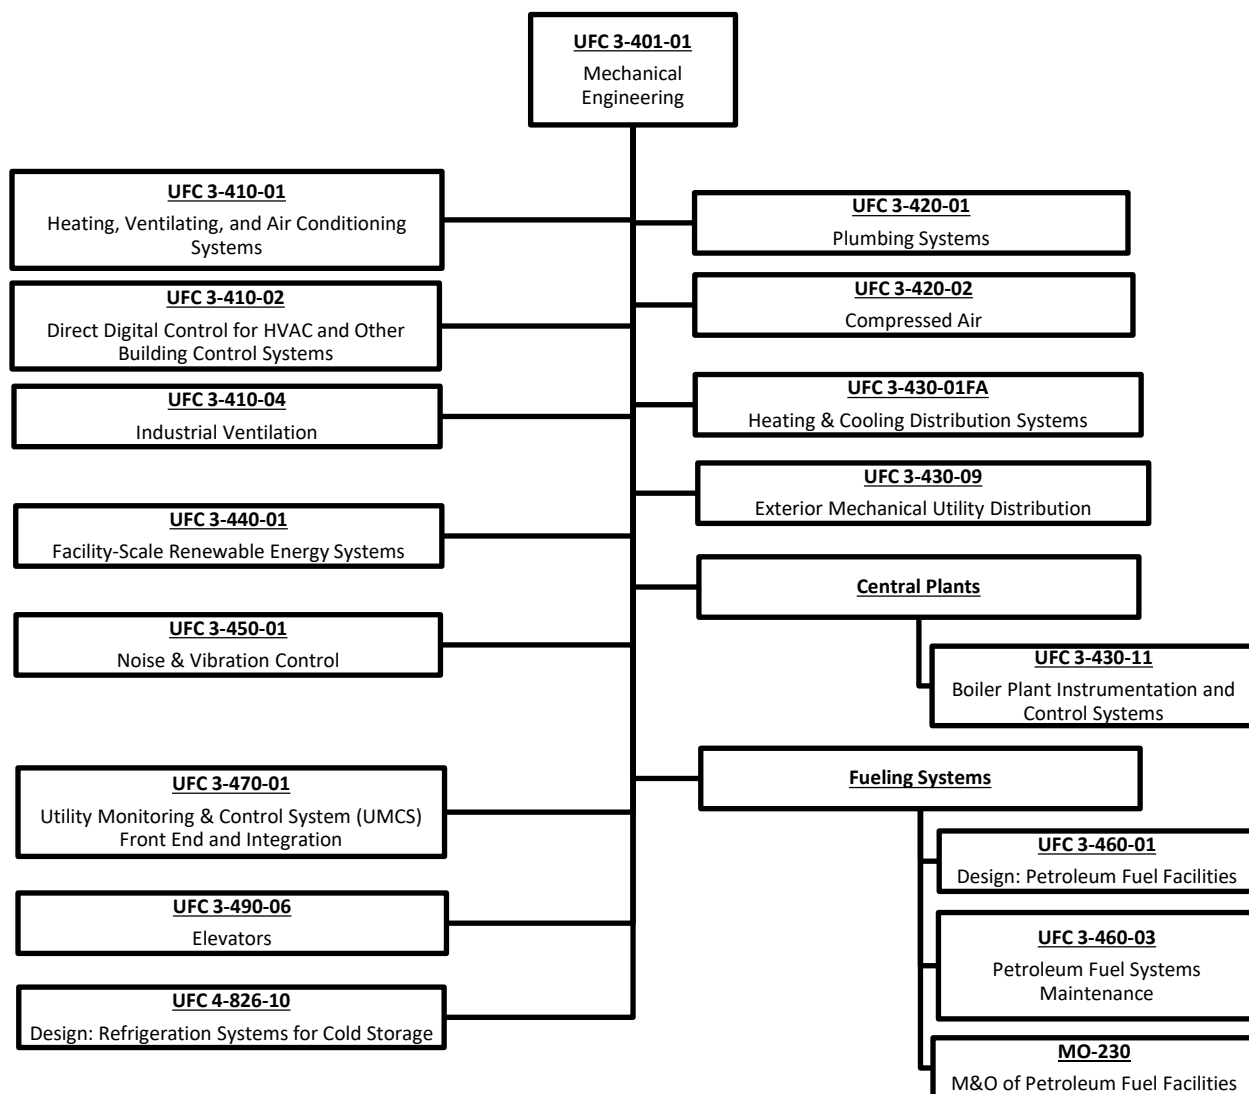 UFC 3-401-01
Mechanical
Engineering
UFC 3-410-01
Heating, Ventilating, and Air Conditioning
Systems
UFC 3-410-02
Direct Digital Control for HVAC and Other
Building Control Systems
UFC 3-410-04
Industrial Ventilation
UFC 3-440-01
Facility-Scale Renewable Energy Systems
UFC 3-450-01
Noise & Vibration Control
UFC 3-470-01
Utility Monitoring & Control System (UMCS)
Front End and Integration
UFC 3-490-06
Elevators
UFC 4-826-10
Design: Refrigeration Systems for Cold Storage
UFC 3-420-01
Plumbing Systems
UFC 3-420-02
Compressed Air
UFC 3-430-01FA
Heating & Cooling Distribution Systems
UFC 3-430-09
Exterior Mechanical Utility Distribution
Central Plants
UFC 3-430-11
Boiler Plant Instrumentation and
Control Systems
Fueling Systems
UFC 3-460-01
Design: Petroleum Fuel Facilities
UFC 3-460-03
Petroleum Fuel Systems
Maintenance
MO-230
M&O of Petroleum Fuel Facilities